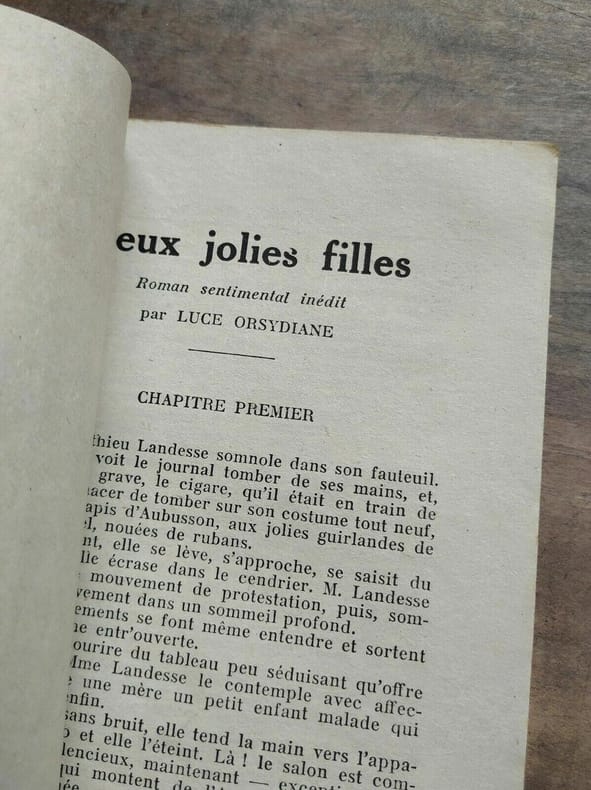 eux jolies filles
Roman sentimental inédit
par LUCE ORSYDIANE
CHAPITRE PREMIER
thieu Landesse somnole dans son fauteuil.
voit le journal tomber de ses mains, et,
grave, le cigare, qu'il était en train de
nacer de tomber sur son costume tout neuf,
apis d'Aubusson, aux jolies guirlandes de
el, nouées de rubans.
nt, elle se lève, s'approche, se saisit du
lle écrase dans le cendrier. M. Landesse
mouvement de protestation, puis, som-
vement dans un sommeil profond.
ements se font même entendre et sortent
ne entr'ouverte.
ourire du tableau peu séduisant qu'offre
Mme Landesse le contemple avec affec-
e une mère un petit enfant malade qui
enfin.
sans bruit, elle tend la main vers l'appa-
o et elle l'éteint. Là ! le salon est com-
lencieux, maintenant —
qui montent de